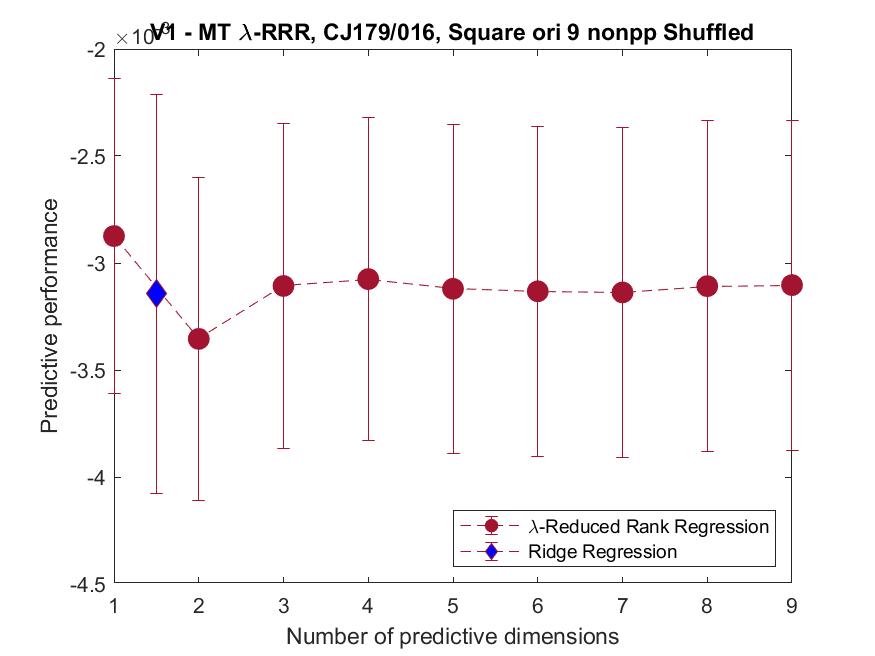 V1 - MT λ-RRR, CJ179/016, Square ori 9 nonpp Shuffled
×10⁻³
-2
-2.5
-3
-3.5
-4
-4.5
Predictive performance
λ-Reduced Rank Regression
Ridge Regression
1 2 3 4 5 6 7 8 9
Number of predictive dimensions